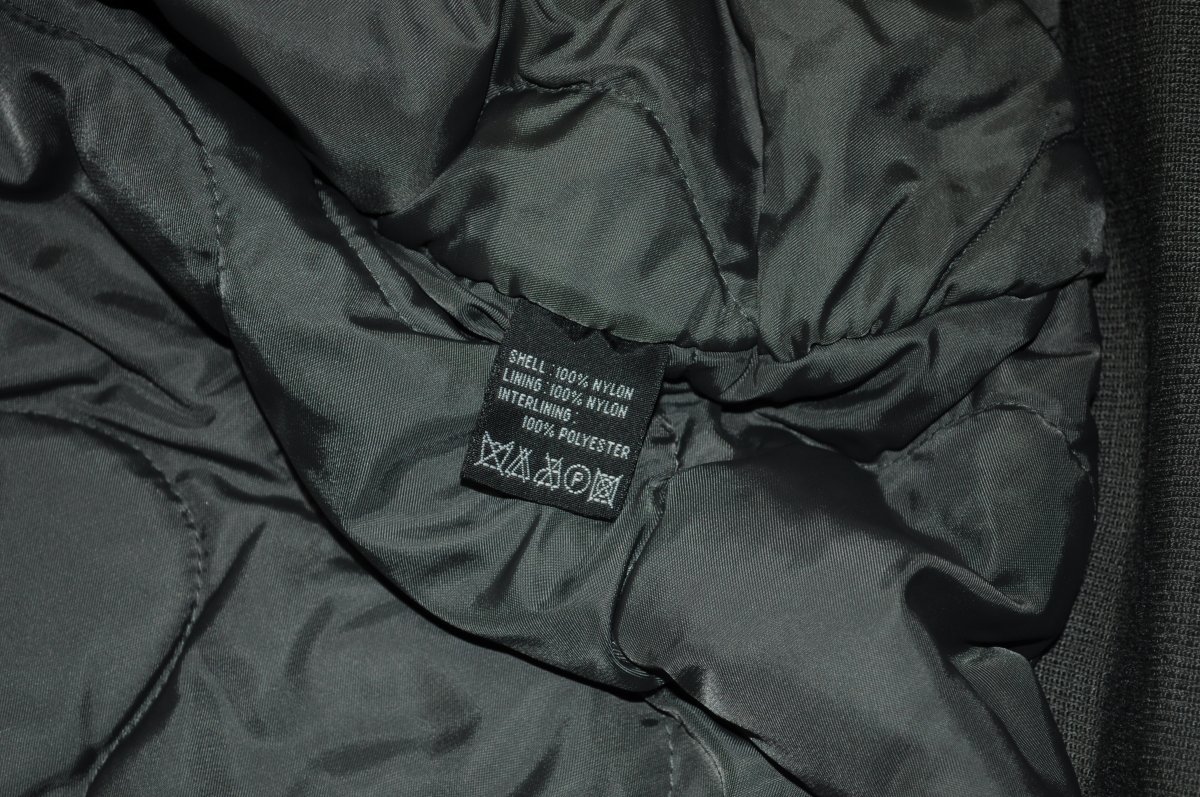 SHELL : 100% NYLON
LINING : 100% NYLON
INTERLINING :
100% POLYESTER
P